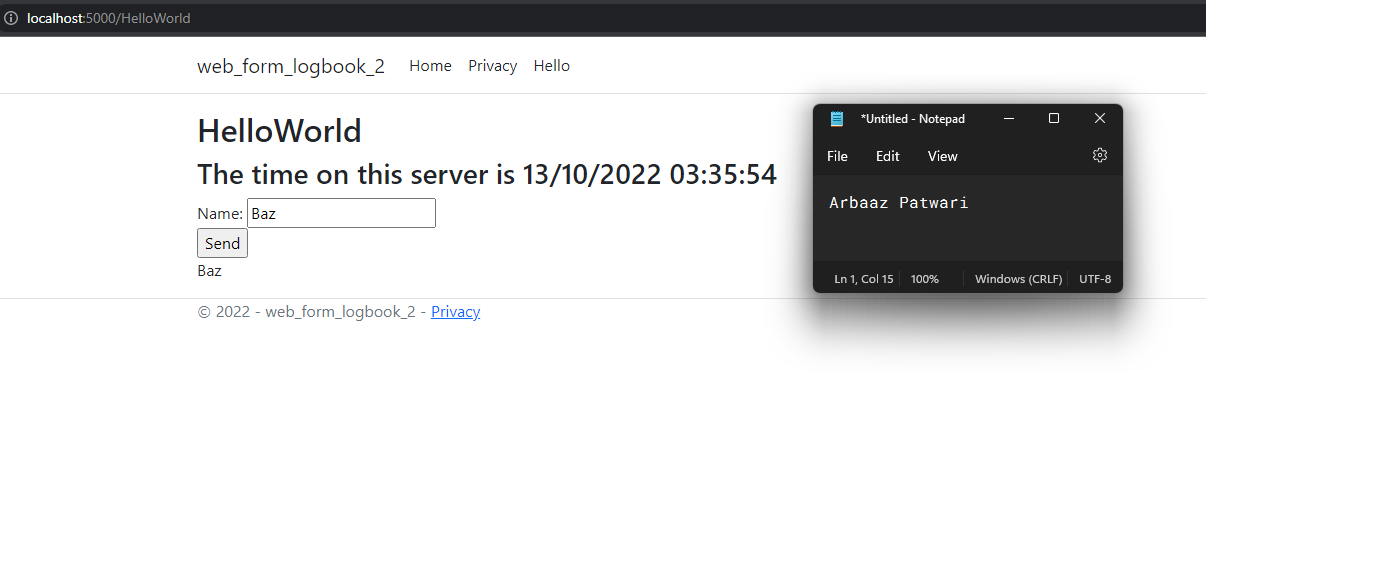 localhost:5000/HelloWorld
web_form_logbook_2 Home Privacy Hello
HelloWorld
The time on this server is 13/10/2022 03:35:54
Name: Baz
Send
Baz
© 2022 - web_form_logbook_2 - Privacy
*Untitled - Notepad
File Edit View
Arbaaz Patwari
Ln 1, Col 15 100% Windows (CRLF) UTF-8